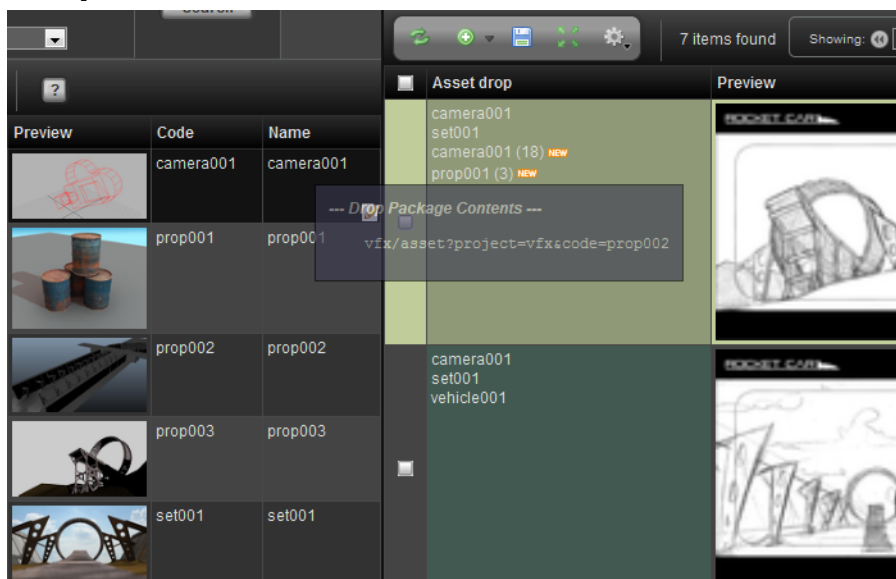 Search
7 items found
Showing:
?
Asset drop
Preview
Preview
Code
Name
camera001
set001
camera001 (18) NEW
prop001 (3) NEW
ROCKET CAR
camera001
camera001
--- Drop Package Contents ---
vfx/asset?project=vfx&code=prop002
prop001
prop001
prop002
prop002
camera001
set001
vehicle001
ROCKET CAR
prop003
prop003
set001
set001